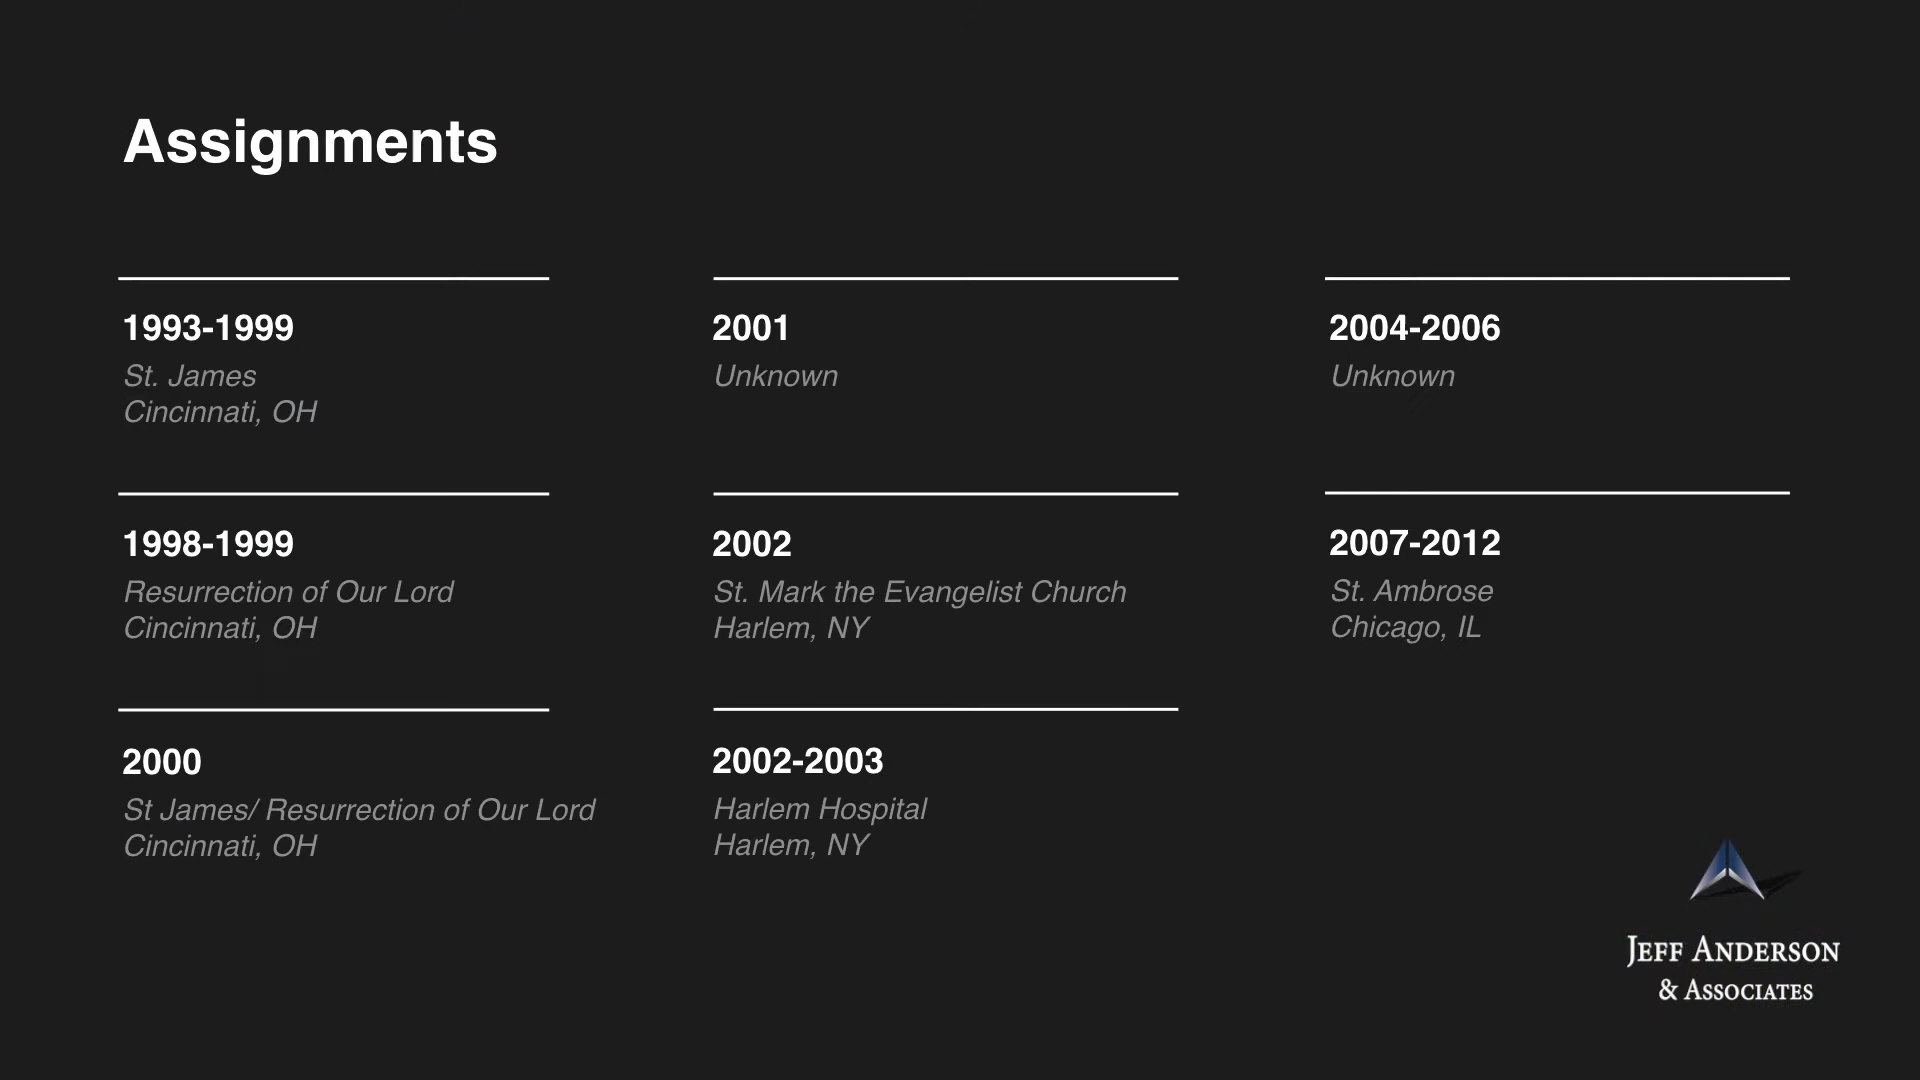 Assignments
1993-1999
St. James
Cincinnati, OH
1998-1999
Resurrection of Our Lord
Cincinnati, OH
2000
St James/ Resurrection of Our Lord
Cincinnati, OH
2001
Unknown
2002
St. Mark the Evangelist Church
Harlem, NY
2002-2003
Harlem Hospital
Harlem, NY
2004-2006
Unknown
2007-2012
St. Ambrose
Chicago, IL
JEFF ANDERSON
& ASSOCIATES